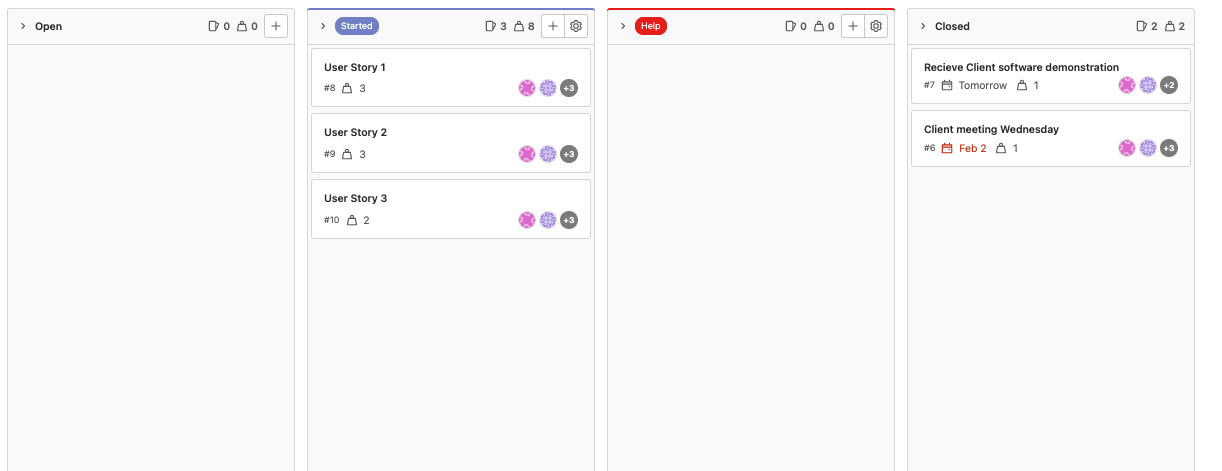 Open 0 0
Started 3 8
Help 0 0
Closed 2 2
User Story 1
#8 3 +3
User Story 2
#9 3 +3
User Story 3
#10 2 +3
Recieve Client software demonstration
#7 Tomorrow 1 +2
Client meeting Wednesday
#6 Feb 2 1 +3